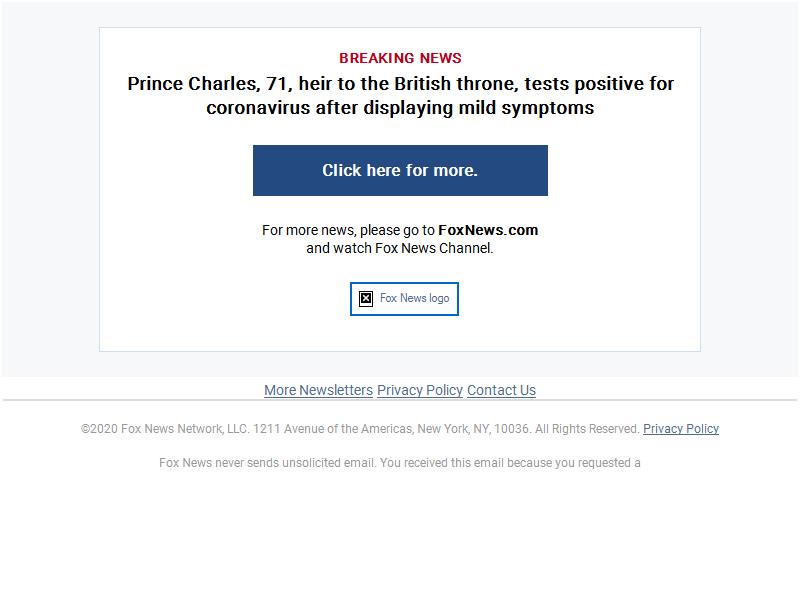 BREAKING NEWS
Prince Charles, 71, heir to the British throne, tests positive for
coronavirus after displaying mild symptoms
Click here for more.
For more news, please go to FoxNews.com
and watch Fox News Channel.
Fox News logo
More Newsletters Privacy Policy Contact Us
©2020 Fox News Network, LLC. 1211 Avenue of the Americas, New York, NY, 10036. All Rights Reserved. Privacy Policy
Fox News never sends unsolicited email. You received this email because you requested a